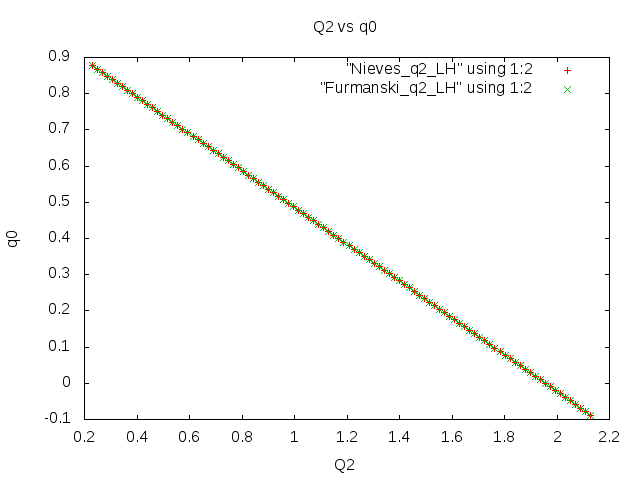 Q2 vs q0
0.9
"Nieves_q2_LH" using 1:2
"Furmanski_q2_LH" using 1:2
0.8
0.7
0.6
0.5
q0
0.4
0.3
0.2
0.1
0
-0.1
0.2 0.4 0.6 0.8 1 1.2 1.4 1.6 1.8 2 2.2
Q2